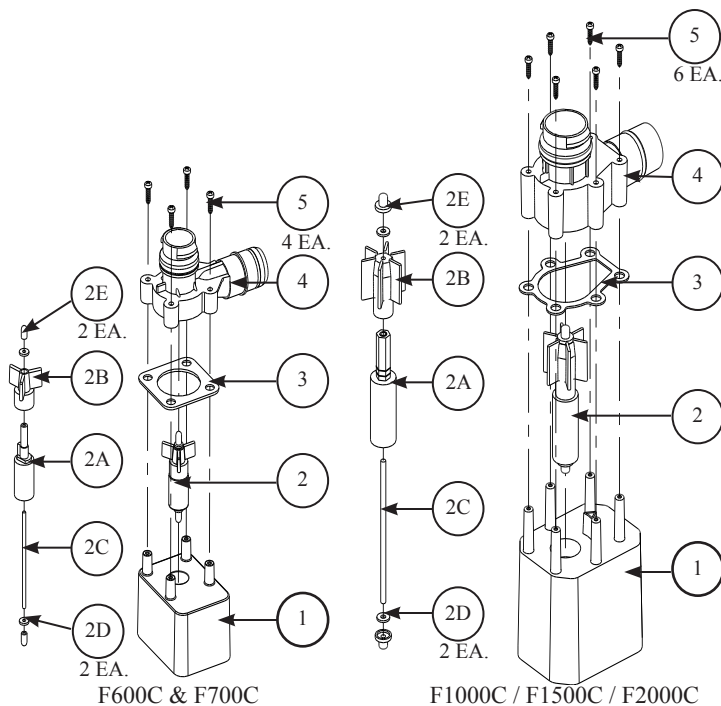 5
6 EA.
4
3
2
1
2E
2 EA.
2B
2A
2C
2D
2 EA.
F1000C / F1500C / F2000C
5
4 EA.
4
3
2
1
2E
2 EA.
2B
2A
2C
2D
2 EA.
F600C & F700C